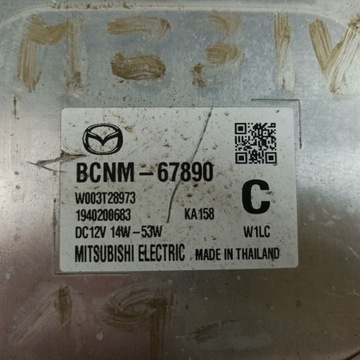 BCNM-67890
W003T28973
1940200683 KA158
C
DC12V 14W-53W W1LC
MITSUBISHI ELECTRIC MADE IN THAILAND